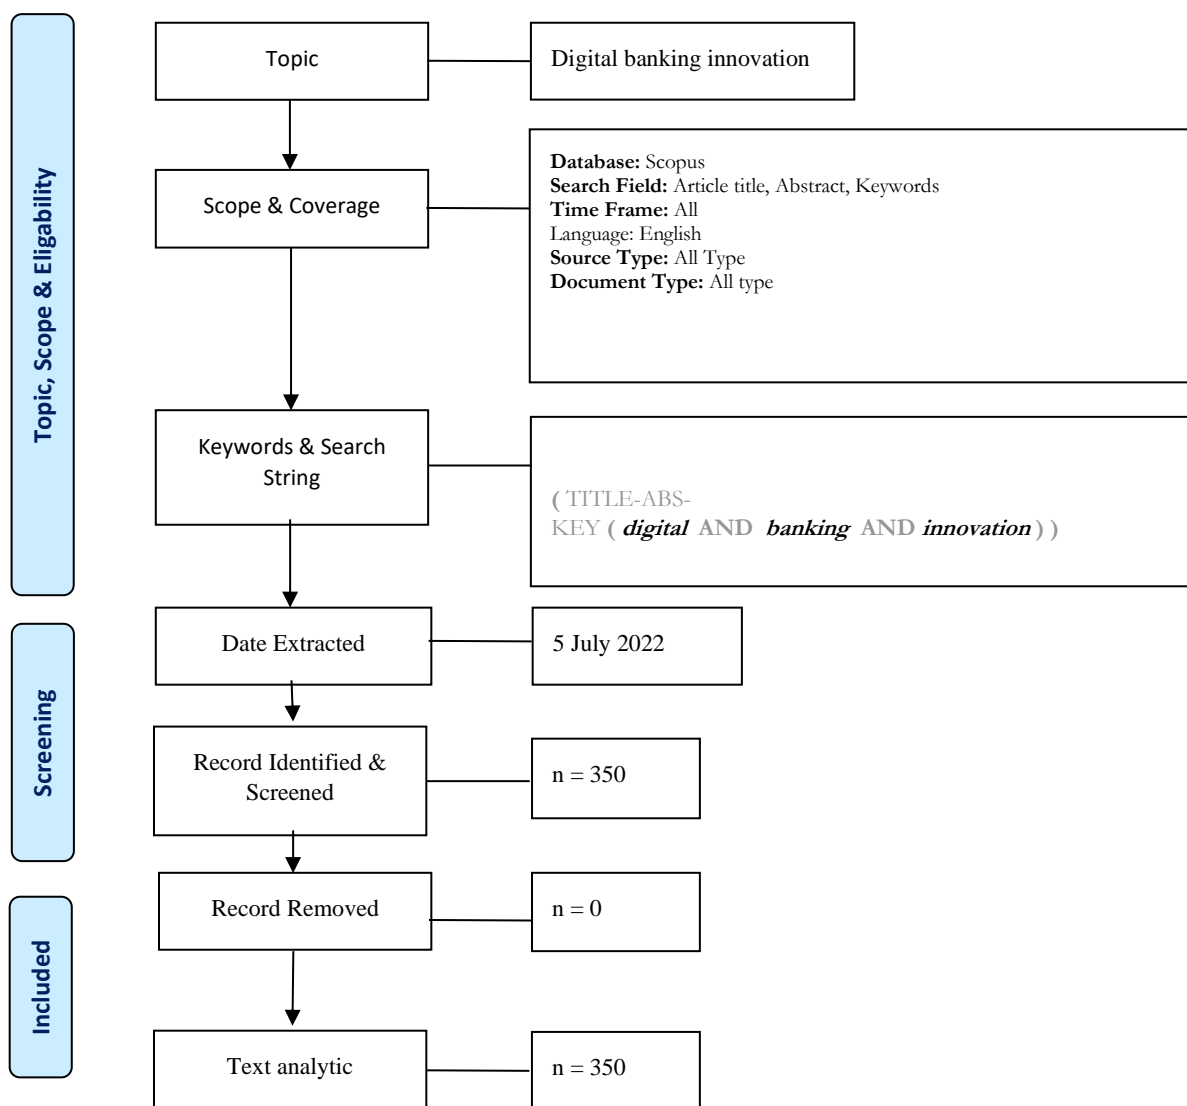 Topic, Scope & Eligability
Topic
Digital banking innovation
Scope & Coverage
Database: Scopus
Search Field: Article title, Abstract, Keywords
Time Frame: All
Language: English
Source Type: All Type
Document Type: All type
Keywords & Search
String
( TITLE-ABS-
KEY ( digital AND banking AND innovation ) )
Screening
Date Extracted
5 July 2022
Record Identified &
Screened
n = 350
Included
Record Removed
n = 0
Text analytic
n = 350